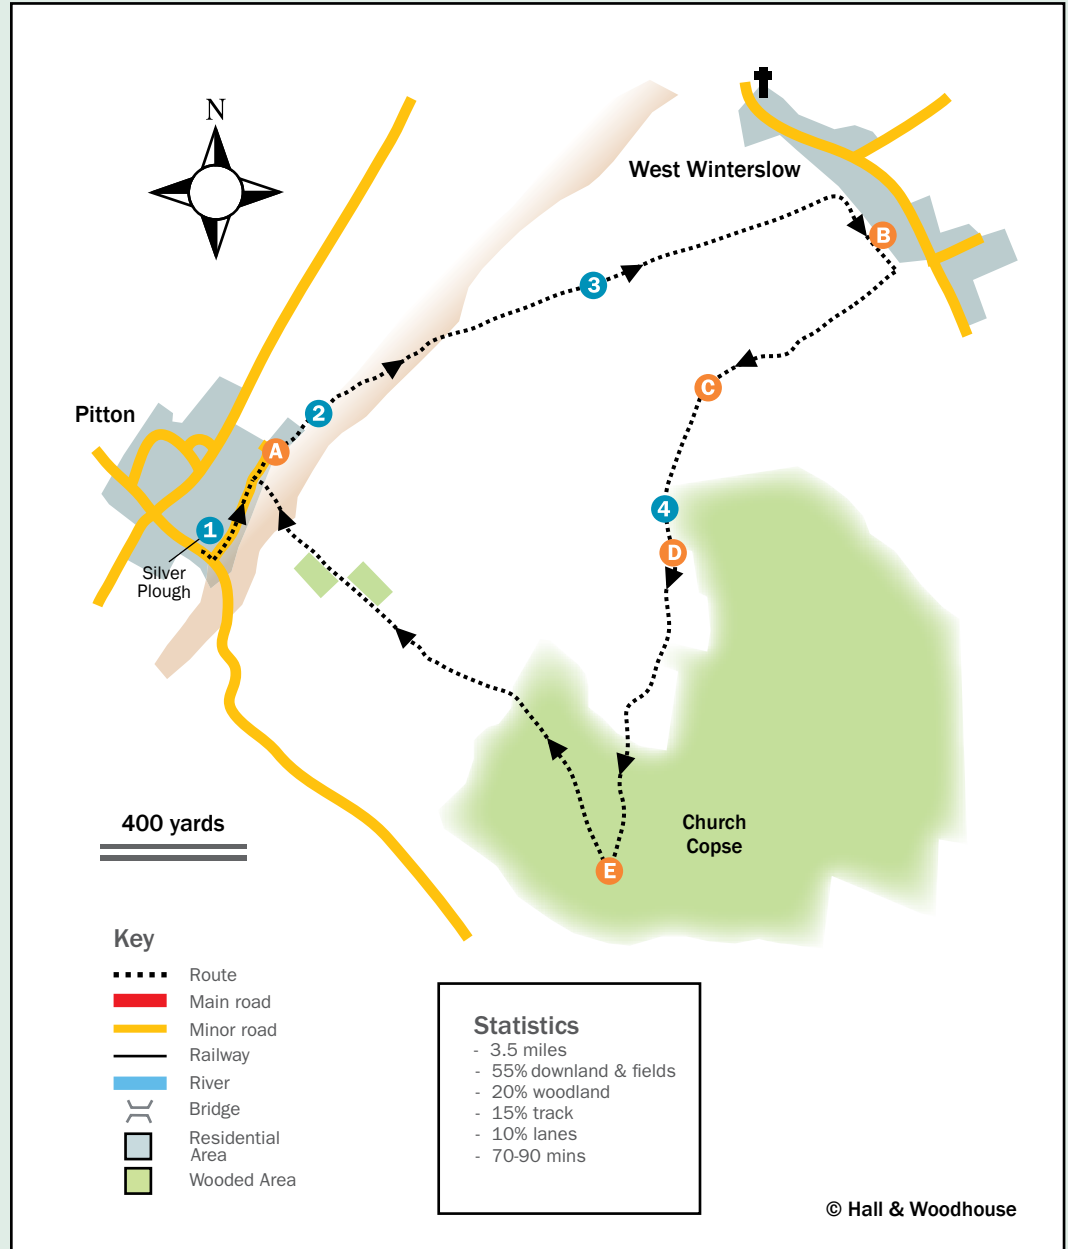 N
West Winterslow
B
3
C
Pitton
2
A
1
Silver
Plough
4
D
400 yards
Church
Copse
E
Key
Route
Main road
Minor road
Railway
River
Bridge
Residential
Area
Wooded Area
Statistics
- 3.5 miles
- 55% downland & fields
- 20% woodland
- 15% track
- 10% lanes
- 70-90 mins
© Hall & Woodhouse